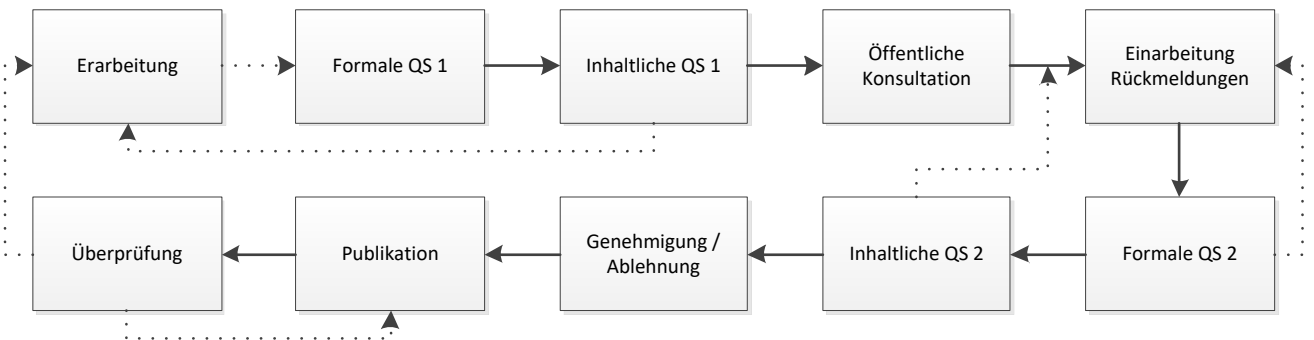 Erarbeitung
Formale QS 1
Inhaltliche QS 1
Öffentliche
Konsultation
Einarbeitung
Rückmeldungen
Überprüfung
Publikation
Genehmigung /
Ablehnung
Inhaltliche QS 2
Formale QS 2